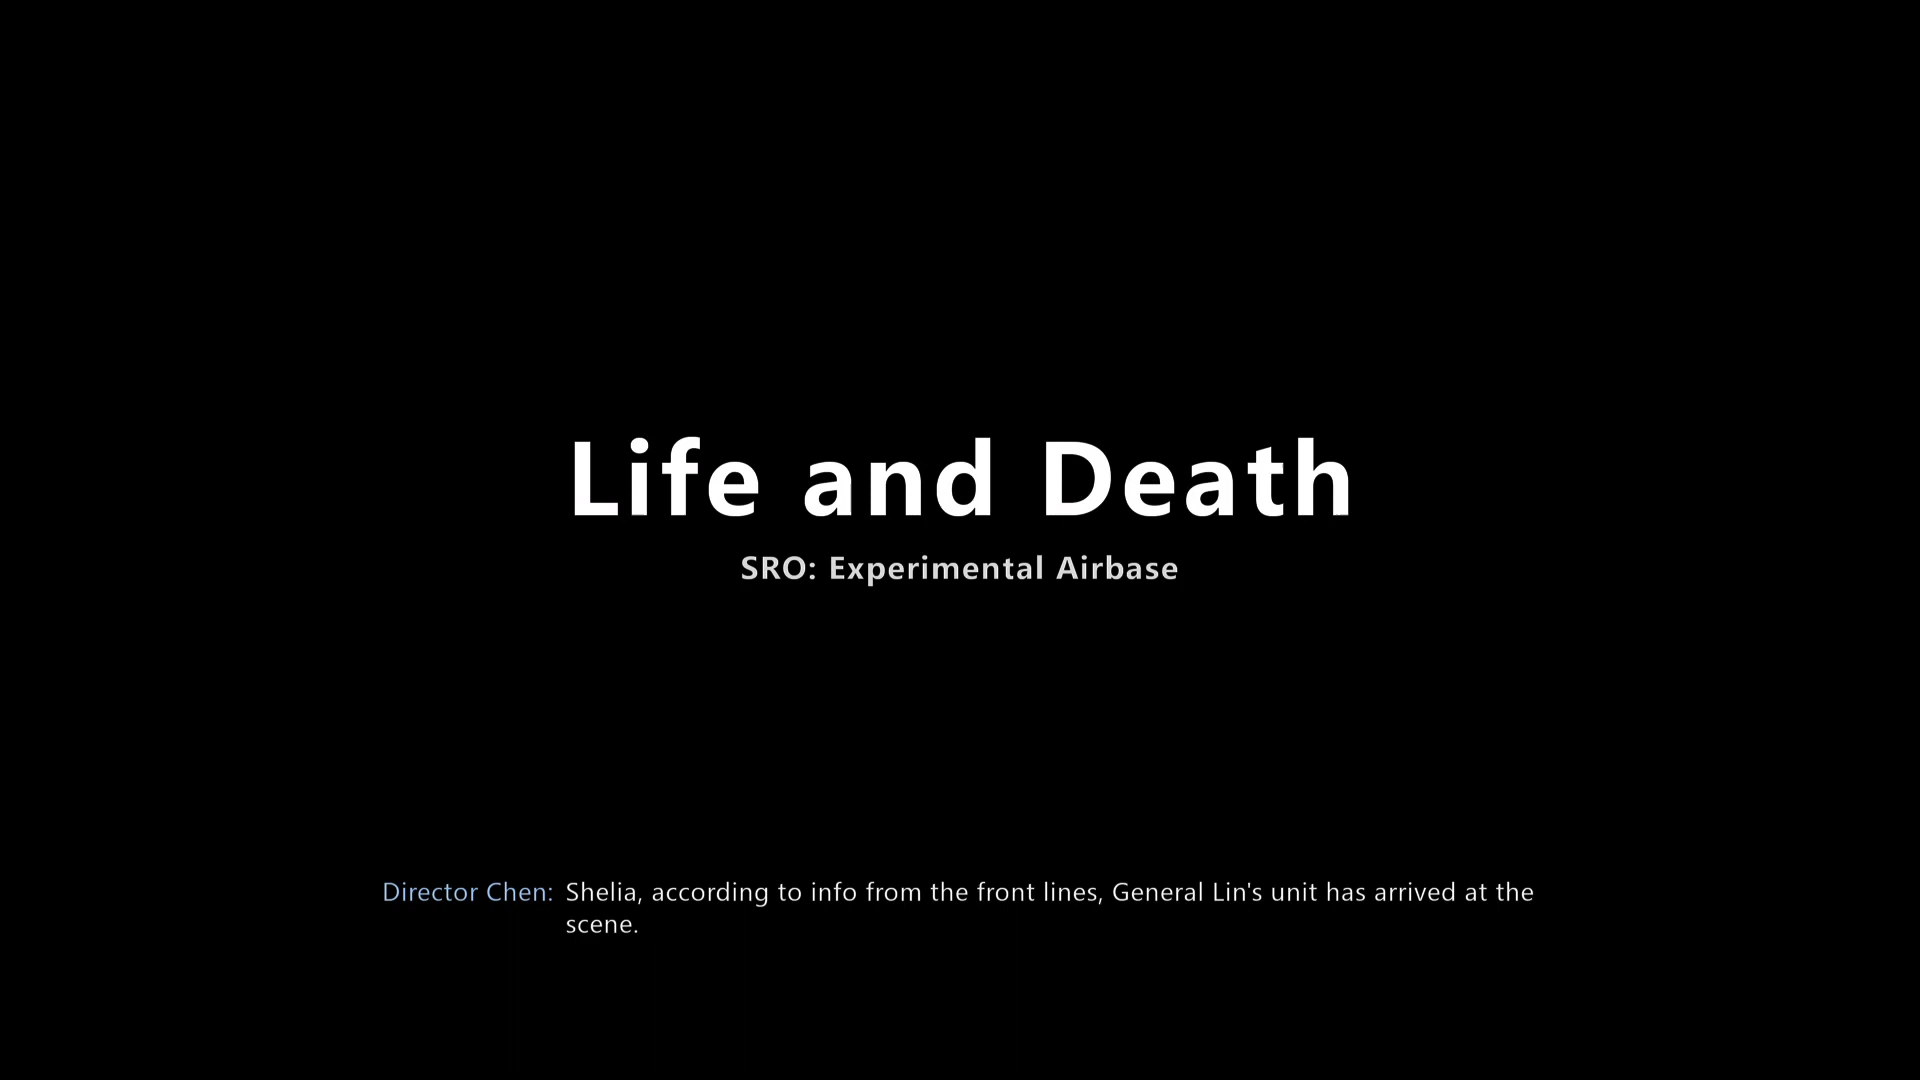 Life and Death
SRO: Experimental Airbase
Director Chen: Shelia, according to info from the front lines, General Lin's unit has arrived at the
scene.